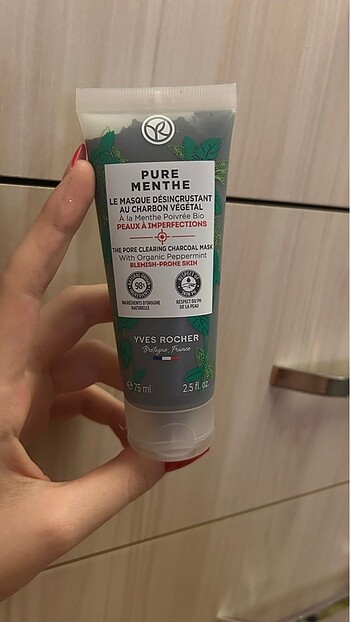 PURE
MENTHE
LE MASQUE DÉSINCRUSTANT
AU CHARBON VÉGÉTAL
À la Menthe Poivrée Bio
PEAUX À IMPERFECTIONS
THE PORE CLEARING CHARCOAL MASK
With Organic Peppermint
BLEMISH-PRONE SKIN
98%
INGRÉDIENTS D'ORIGINE
NATURELLE
RESPECT DU PH
DE LA PEAU
YVES ROCHER
Bretagne, France
℮ 75 ml
2.5 fl. oz.